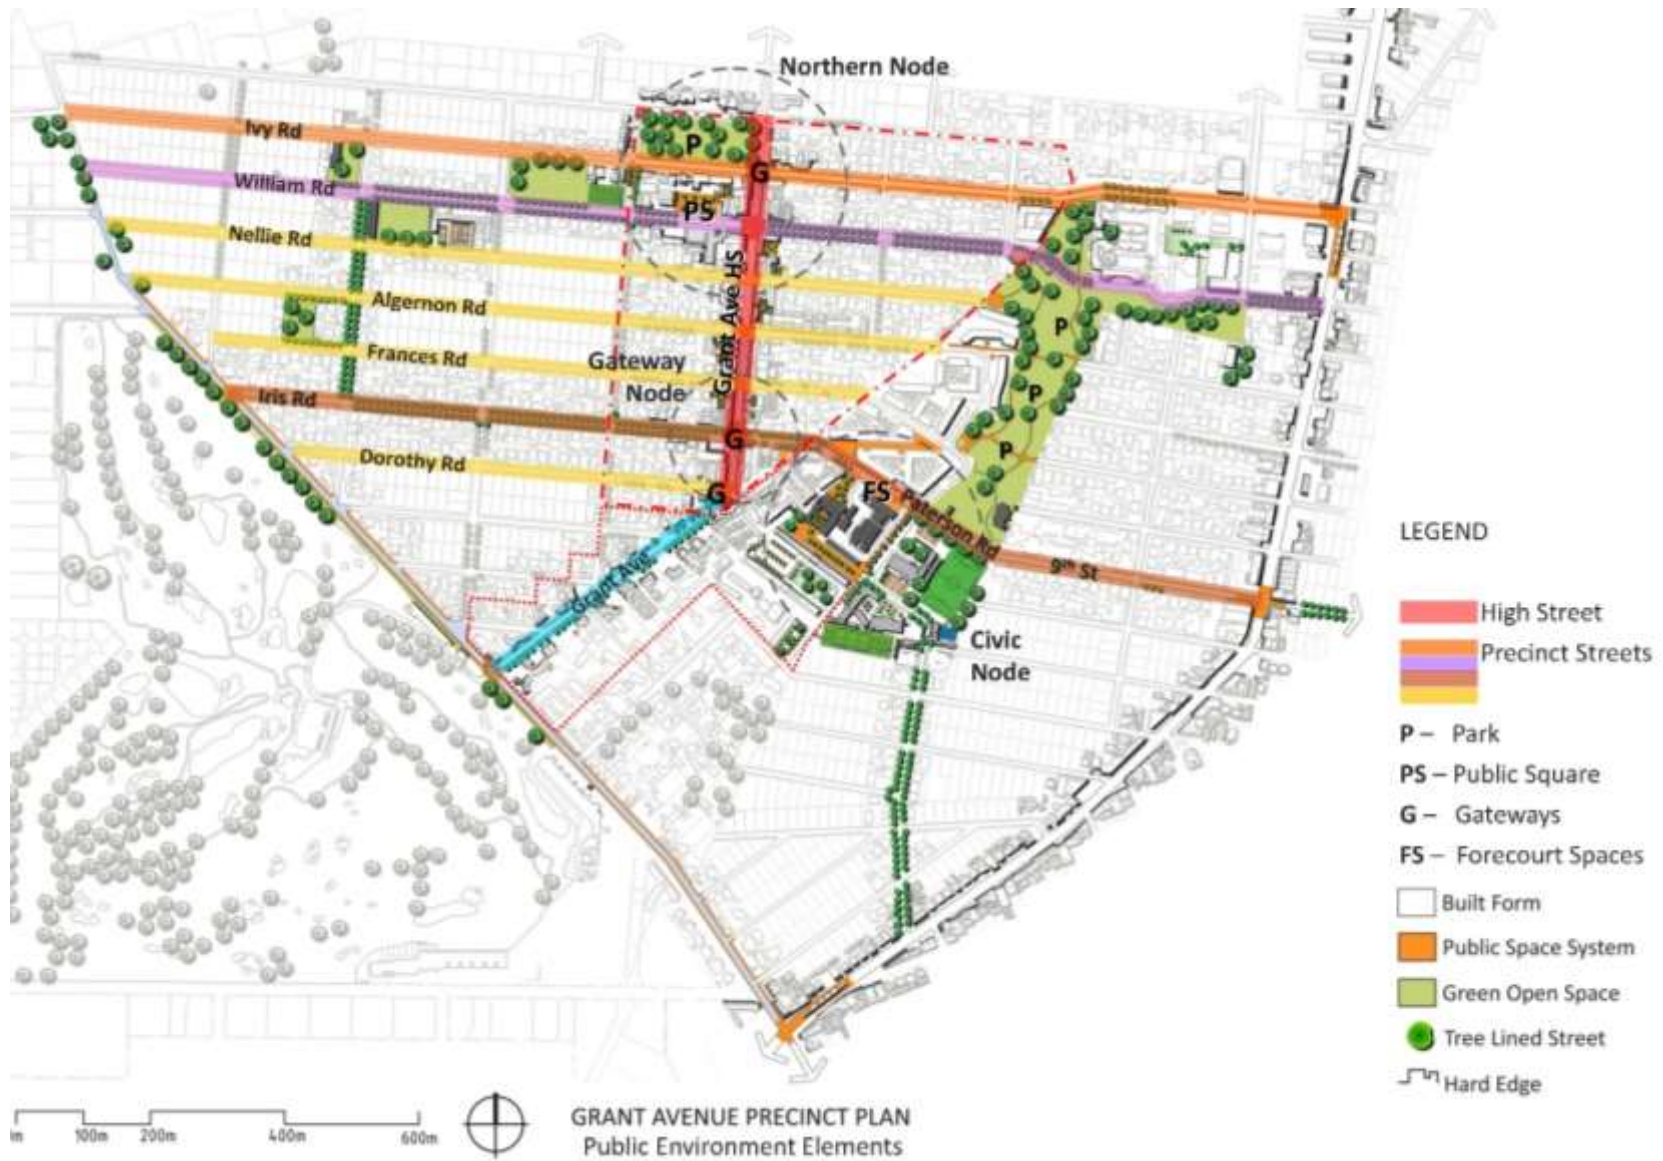 Northern Node
P
Ivy Rd
G
William Rd
PS
Nellie Rd
Grant Ave HS
Algernon Rd
P
Frances Rd
Gateway
Node
P
Iris Rd
G
Dorothy Rd
P
G
FS
Paterson Rd
9th St
Grant Ave
Civic
Node
LEGEND
High Street
Precinct Streets
P – Park
PS – Public Square
G – Gateways
FS – Forecourt Spaces
Built Form
Public Space System
Green Open Space
Tree Lined Street
Hard Edge
100m 200m 400m 600m
GRANT AVENUE PRECINCT PLAN
Public Environment Elements